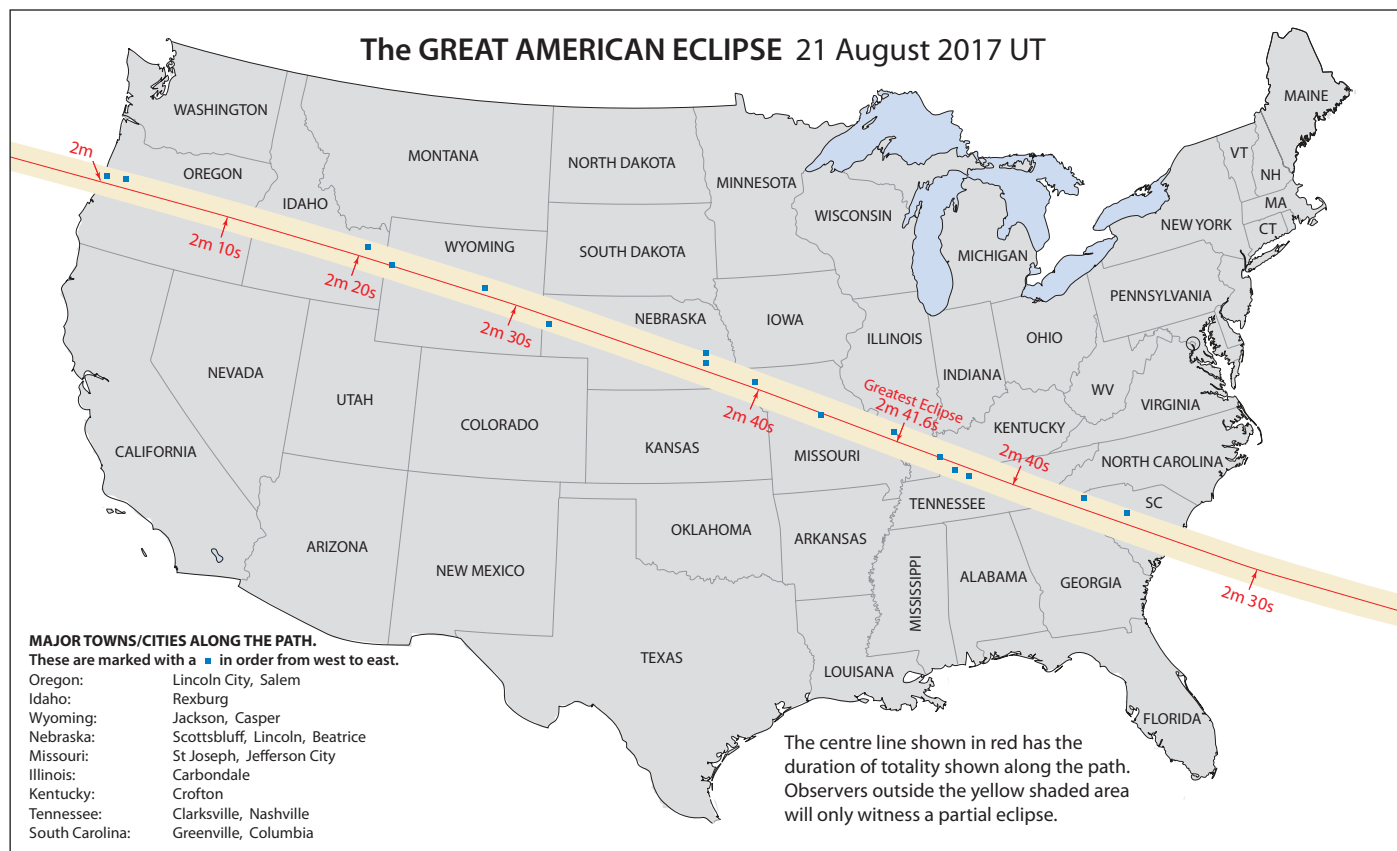 The GREAT AMERICAN ECLIPSE 21 August 2017 UT
WASHINGTON
OREGON
IDAHO
MONTANA
WYOMING
NORTH DAKOTA
SOUTH DAKOTA
NEBRASKA
MINNESOTA
WISCONSIN
IOWA
MICHIGAN
ILLINOIS
INDIANA
OHIO
PENNSYLVANIA
NEW YORK
VT
NH
MA
CT
MAINE
NEVADA
UTAH
COLORADO
KANSAS
MISSOURI
KENTUCKY
WV
VIRGINIA
NORTH CAROLINA
SC
TENNESSEE
CALIFORNIA
ARIZONA
NEW MEXICO
OKLAHOMA
ARKANSAS
TEXAS
LOUISANA
MISSISSIPPI
ALABAMA
GEORGIA
FLORIDA
2m
2m 10s
2m 20s
2m 30s
2m 40s
Greatest Eclipse
2m 41.6s
2m 40s
2m 30s
MAJOR TOWNS/CITIES ALONG THE PATH.
These are marked with a ■ in order from west to east.
Oregon: Lincoln City, Salem
Idaho: Rexburg
Wyoming: Jackson, Casper
Nebraska: Scottsbluff, Lincoln, Beatrice
Missouri: St Joseph, Jefferson City
Illinois: Carbondale
Kentucky: Crofton
Tennessee: Clarksville, Nashville
South Carolina: Greenville, Columbia
The centre line shown in red has the
duration of totality shown along the path.
Observers outside the yellow shaded area
will only witness a partial eclipse.